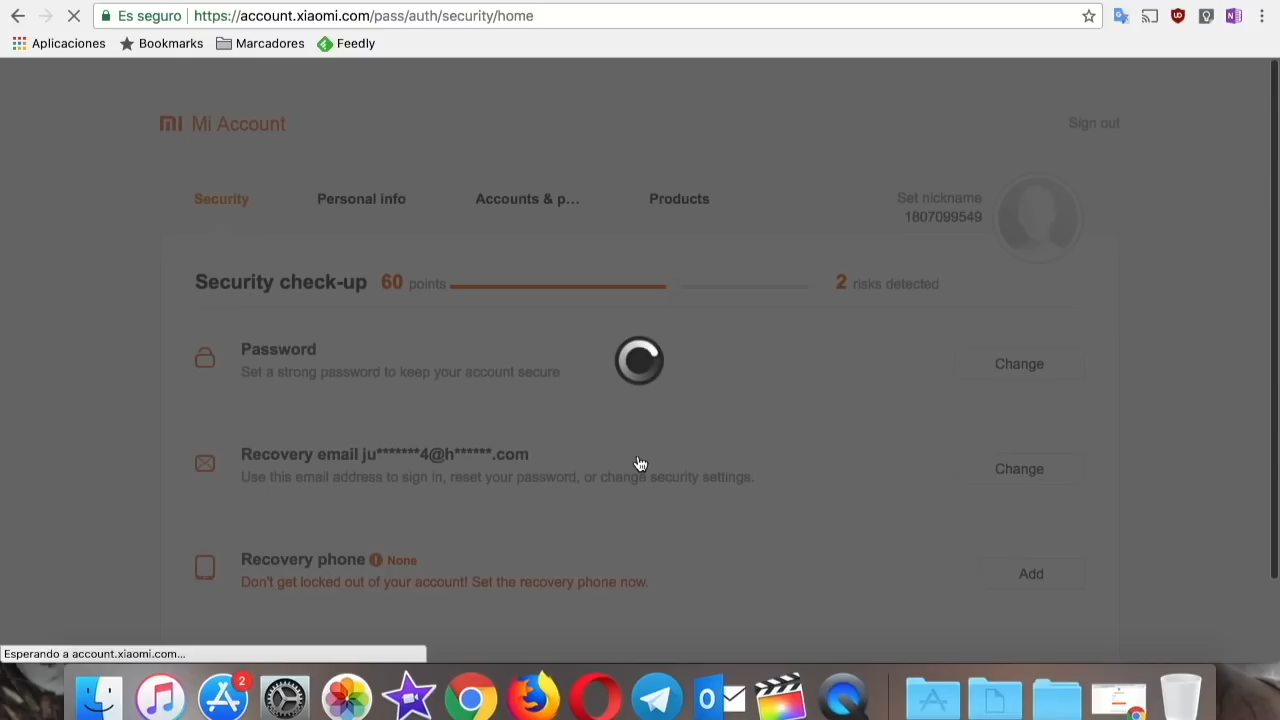 Es seguro https://account.xiaomi.com/pass/auth/security/home
Aplicaciones Bookmarks Marcadores Feedly
Mi Account Sign out
Security Personal info Accounts & p... Products
Set nickname
1807099549
Security check-up 60 points 2 risks detected
Password
Set a strong password to keep your account secure
Change
Recovery email ju*******4@h******.com
Use this email address to sign in, reset your password, or change security settings.
Change
Recovery phone None
Don't get locked out of your account! Set the recovery phone now.
Add
Esperando a account.xiaomi.com...
2